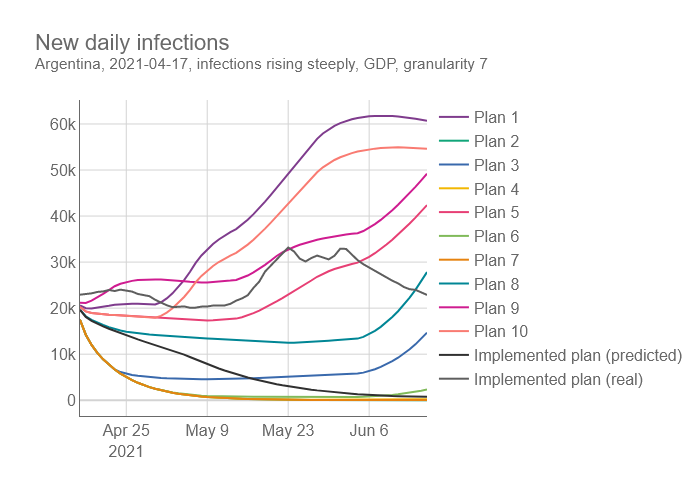 New daily infections
Argentina, 2021-04-17, infections rising steeply, GDP, granularity 7
60k
50k
40k
30k
20k
10k
0
Apr 25
2021
May 9
May 23
Jun 6
Plan 1
Plan 2
Plan 3
Plan 4
Plan 5
Plan 6
Plan 7
Plan 8
Plan 9
Plan 10
Implemented plan (predicted)
Implemented plan (real)